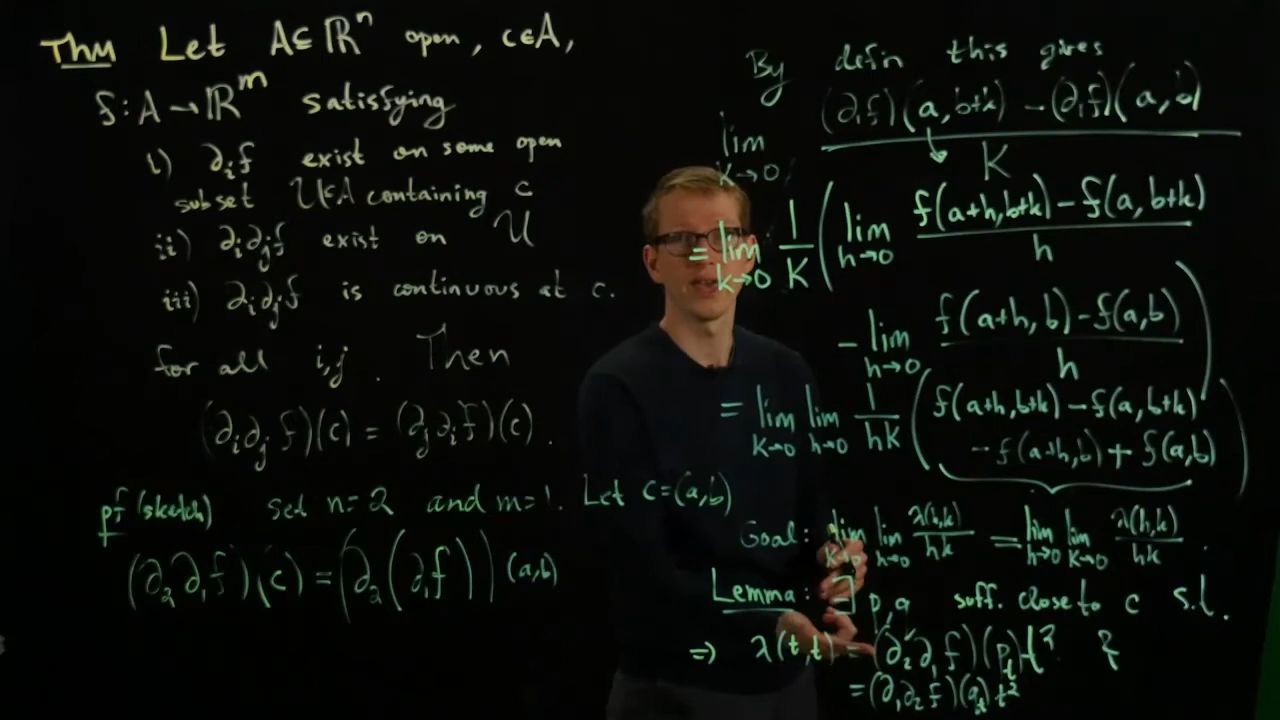 Thm Let A⊆ℝⁿ open, c∈A,
f: A→ℝᵐ satisfying
i) ∂ᵢf exist on some open
subset U⊆A containing c
ii) ∂ᵢ∂ⱼf exist on U
iii) ∂ᵢ∂ⱼf is continuous at c.
for all i,j. Then
(∂ᵢ∂ⱼf)(c) = (∂ⱼ∂ᵢf)(c).
pf (sketch) set n=2 and m=1. Let c=(a,b)
(∂₂∂₁f)(c) = (∂₂(∂₁f))(a,b)
By defn this gives
lim k→0 (∂₁f)(a,b+k) − (∂₁f)(a,b) / K
= lim k→0 1/K ( lim h→0 f(a+h,b+k) − f(a,b+k) / h
− lim h→0 f(a+h,b) − f(a,b) / h )
= lim k→0 lim h→0 1/hk ( f(a+h,b+k) − f(a,b+k)
− f(a+h,b) + f(a,b) )
Goal: lim k→0 lim h→0 λ(h,k)/hk = lim h→0 lim k→0 λ(h,k)/hk.
Lemma: ∃ p,q suff. close to c s.t.
⇒ λ(t,t) = (∂₂∂₁f)(pₜ)t² &
= (∂₁∂₂f)(qₜ)t²